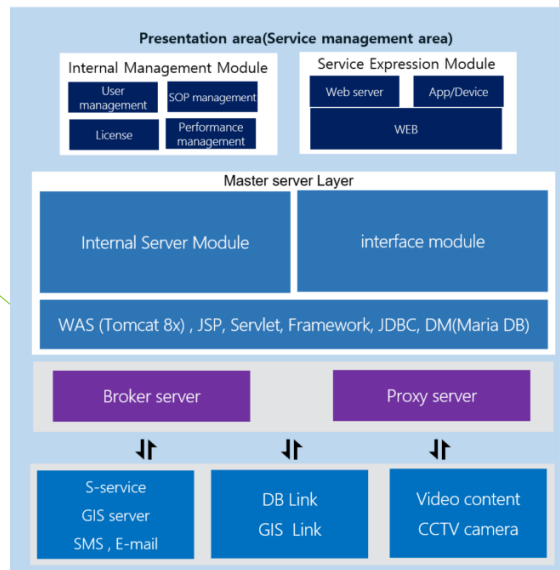 Presentation area(Service management area)
Internal Management Module
User
management
SOP management
License
Performance
management
Service Expression Module
Web server
App/Device
WEB
Master server Layer
Internal Server Module
interface module
WAS (Tomcat 8x) , JSP, Servlet, Framework, JDBC, DM(Maria DB)
Broker server
Proxy server
S-service
GIS server
SMS , E-mail
DB Link
GIS Link
Video content
CCTV camera